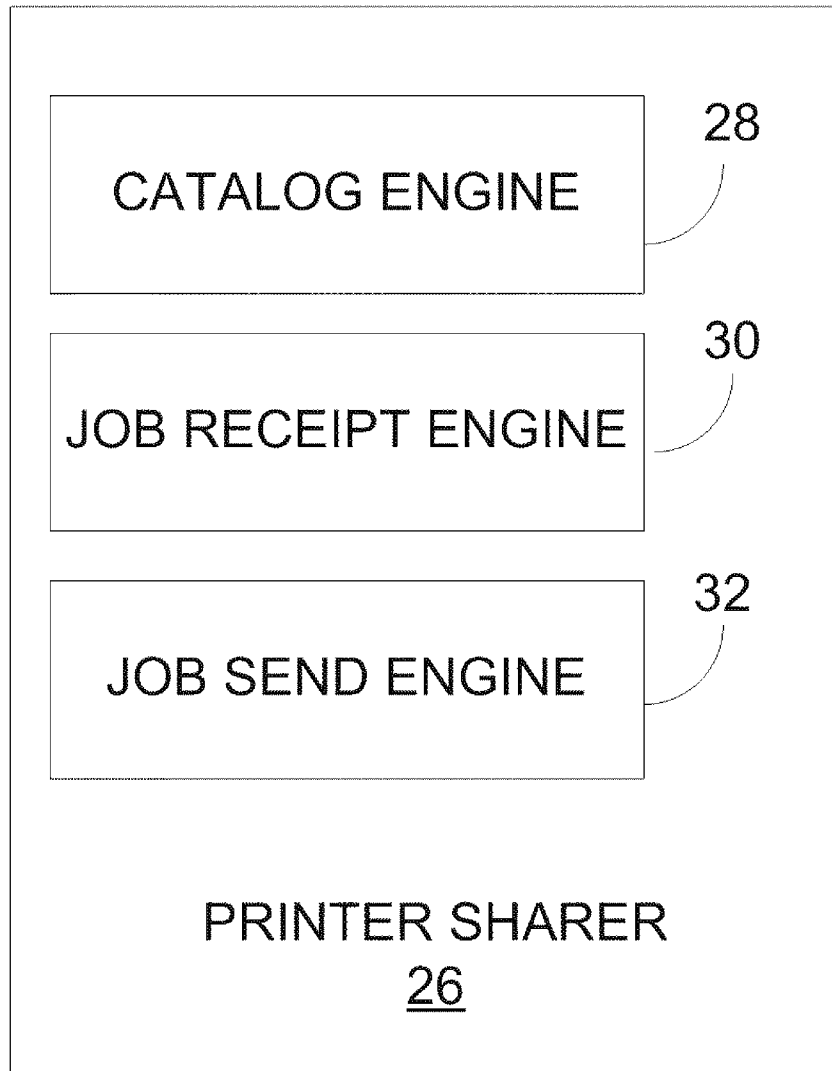 28
CATALOG ENGINE
30
JOB RECEIPT ENGINE
32
JOB SEND ENGINE
PRINTER SHARER
26